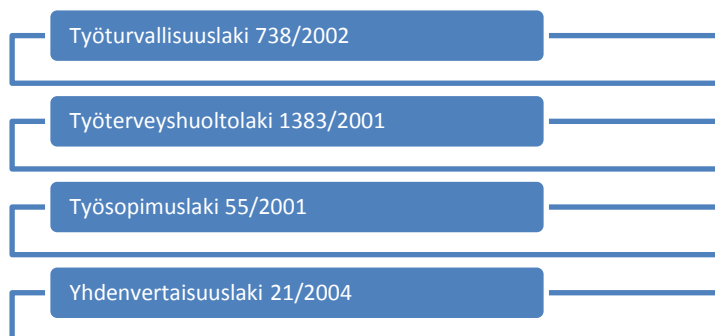 Työturvallisuuslaki 738/2002
Työterveyshuoltolaki 1383/2001
Työsopimuslaki 55/2001
Yhdenvertaisuuslaki 21/2004